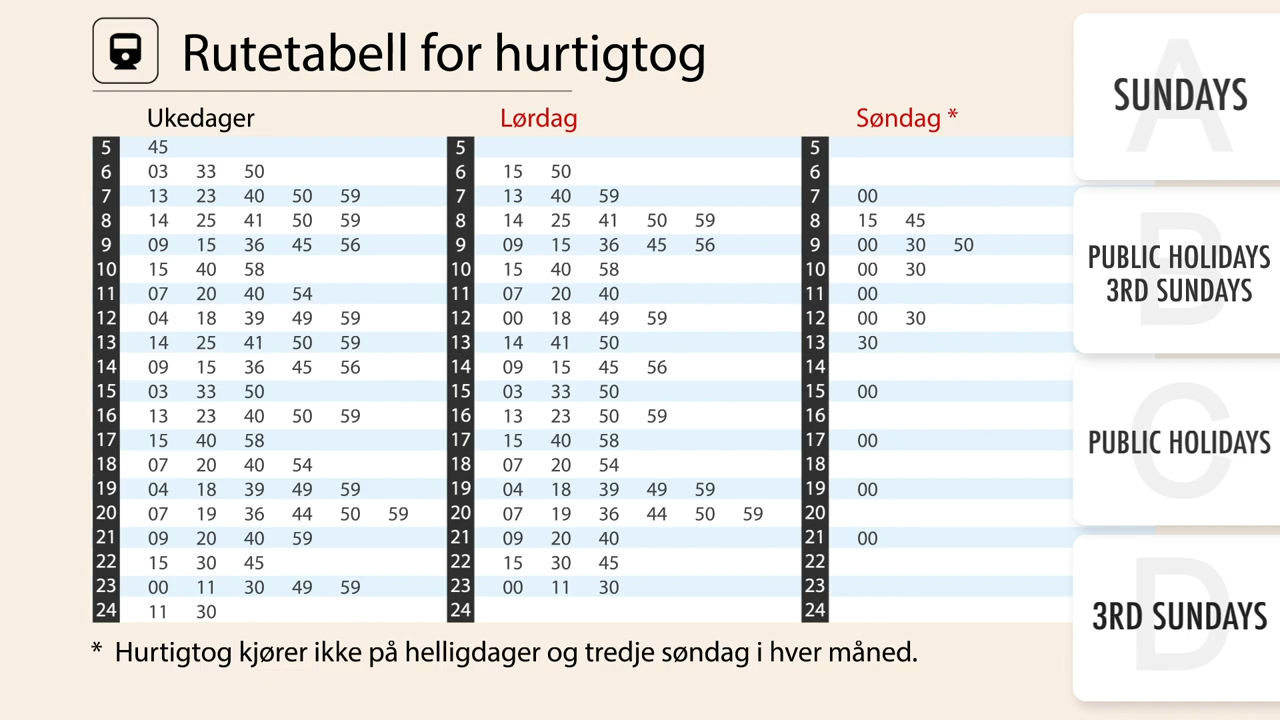 Rutetabell for hurtigtog
Ukedager Lørdag Søndag *
5 45 5 5
6 03 33 50 6 15 50 6
7 13 23 40 50 59 7 13 40 59 7 00
8 14 25 41 50 59 8 14 25 41 50 59 8 15 45
9 09 15 36 45 56 9 09 15 36 45 56 9 00 30 50
10 15 40 58 10 15 40 58 10 00 30
11 07 20 40 54 11 07 20 40 11 00
12 04 18 39 49 59 12 00 18 49 59 12 00 30
13 14 25 41 50 59 13 14 41 50 13 30
14 09 15 36 45 56 14 09 15 45 56 14
15 03 33 50 15 03 33 50 15 00
16 13 23 40 50 59 16 13 23 50 59 16
17 15 40 58 17 15 40 58 17 00
18 07 20 40 54 18 07 20 54 18
19 04 18 39 49 59 19 04 18 39 49 59 19 00
20 07 19 36 44 50 59 20 07 19 36 44 50 59 20
21 09 20 40 59 21 09 20 40 21 00
22 15 30 45 22 15 30 45 22
23 00 11 30 49 59 23 00 11 30 23
24 11 30 24 24
* Hurtigtog kjører ikke på helligdager og tredje søndag i hver måned.
A
SUNDAYS
B
PUBLIC HOLIDAYS
3RD SUNDAYS
C
PUBLIC HOLIDAYS
D
3RD SUNDAYS